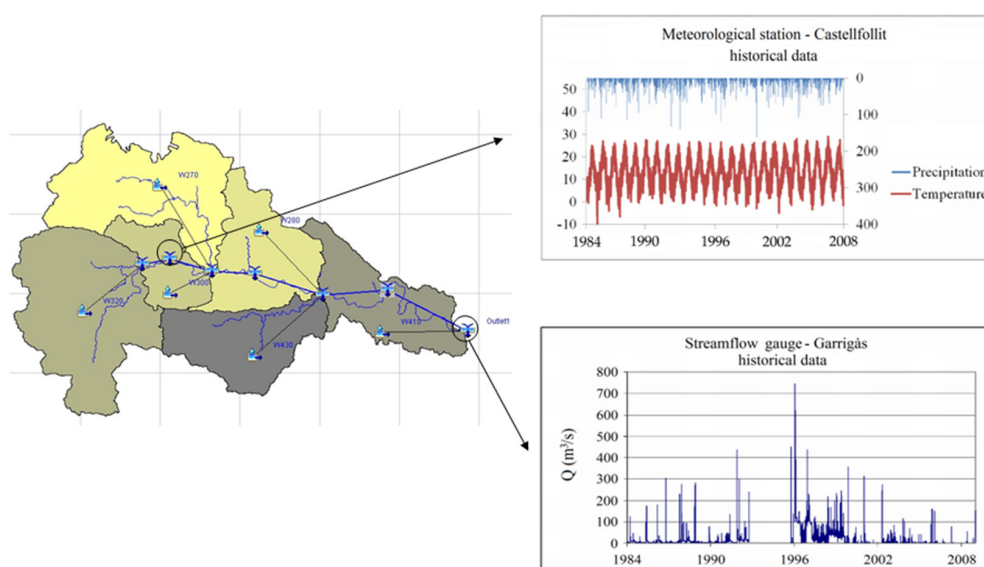 Meteorological station - Castellfollit
historical data
50
40
30
20
10
0
-10
0
100
200
300
400
1984
1990
1996
2002
2008
Precipitation
Temperature
W270
W280
W300
W320
W410
Outlet1
W430
Streamflow gauge - Garrigàs
historical data
Q (m³/s)
800
700
600
500
400
300
200
100
0
1984
1990
1996
2002
2008